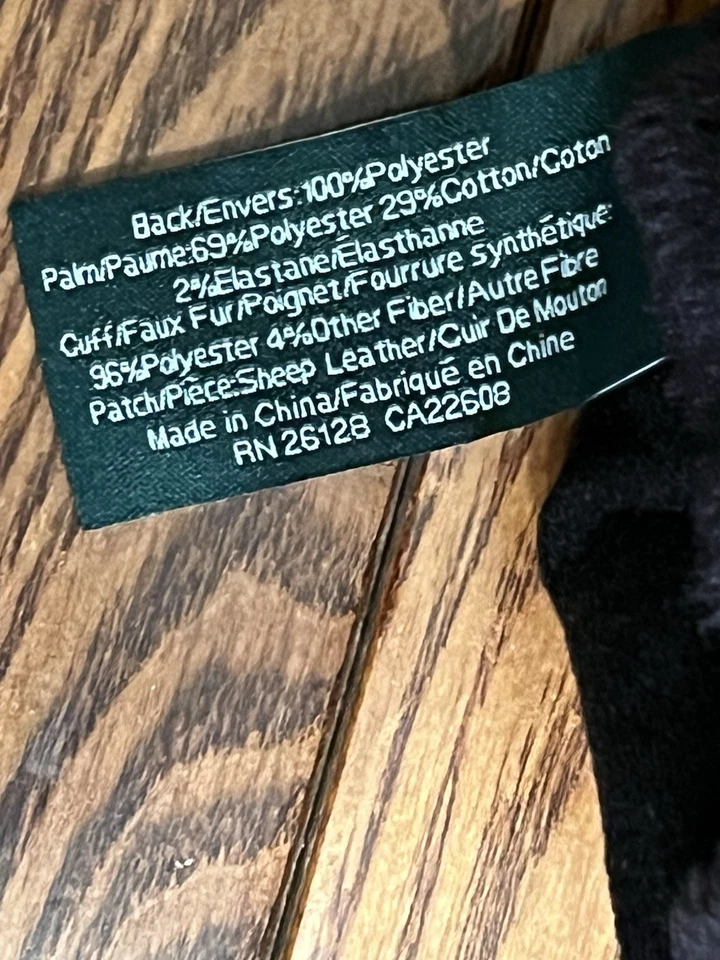 Back/Envers:100%Polyester
Palm/Paume:69%Polyester 29%Cotton/Coton
2%Elastane/Élasthanne
Cuff/Faux Fur/Poignet/Fourrure Synthétique:
96%Polyester 4%Other Fiber/Autre Fibre
Patch/Pièce:Sheep Leather/Cuir De Mouton
Made in China/Fabriqué en Chine
RN 26128 CA22608